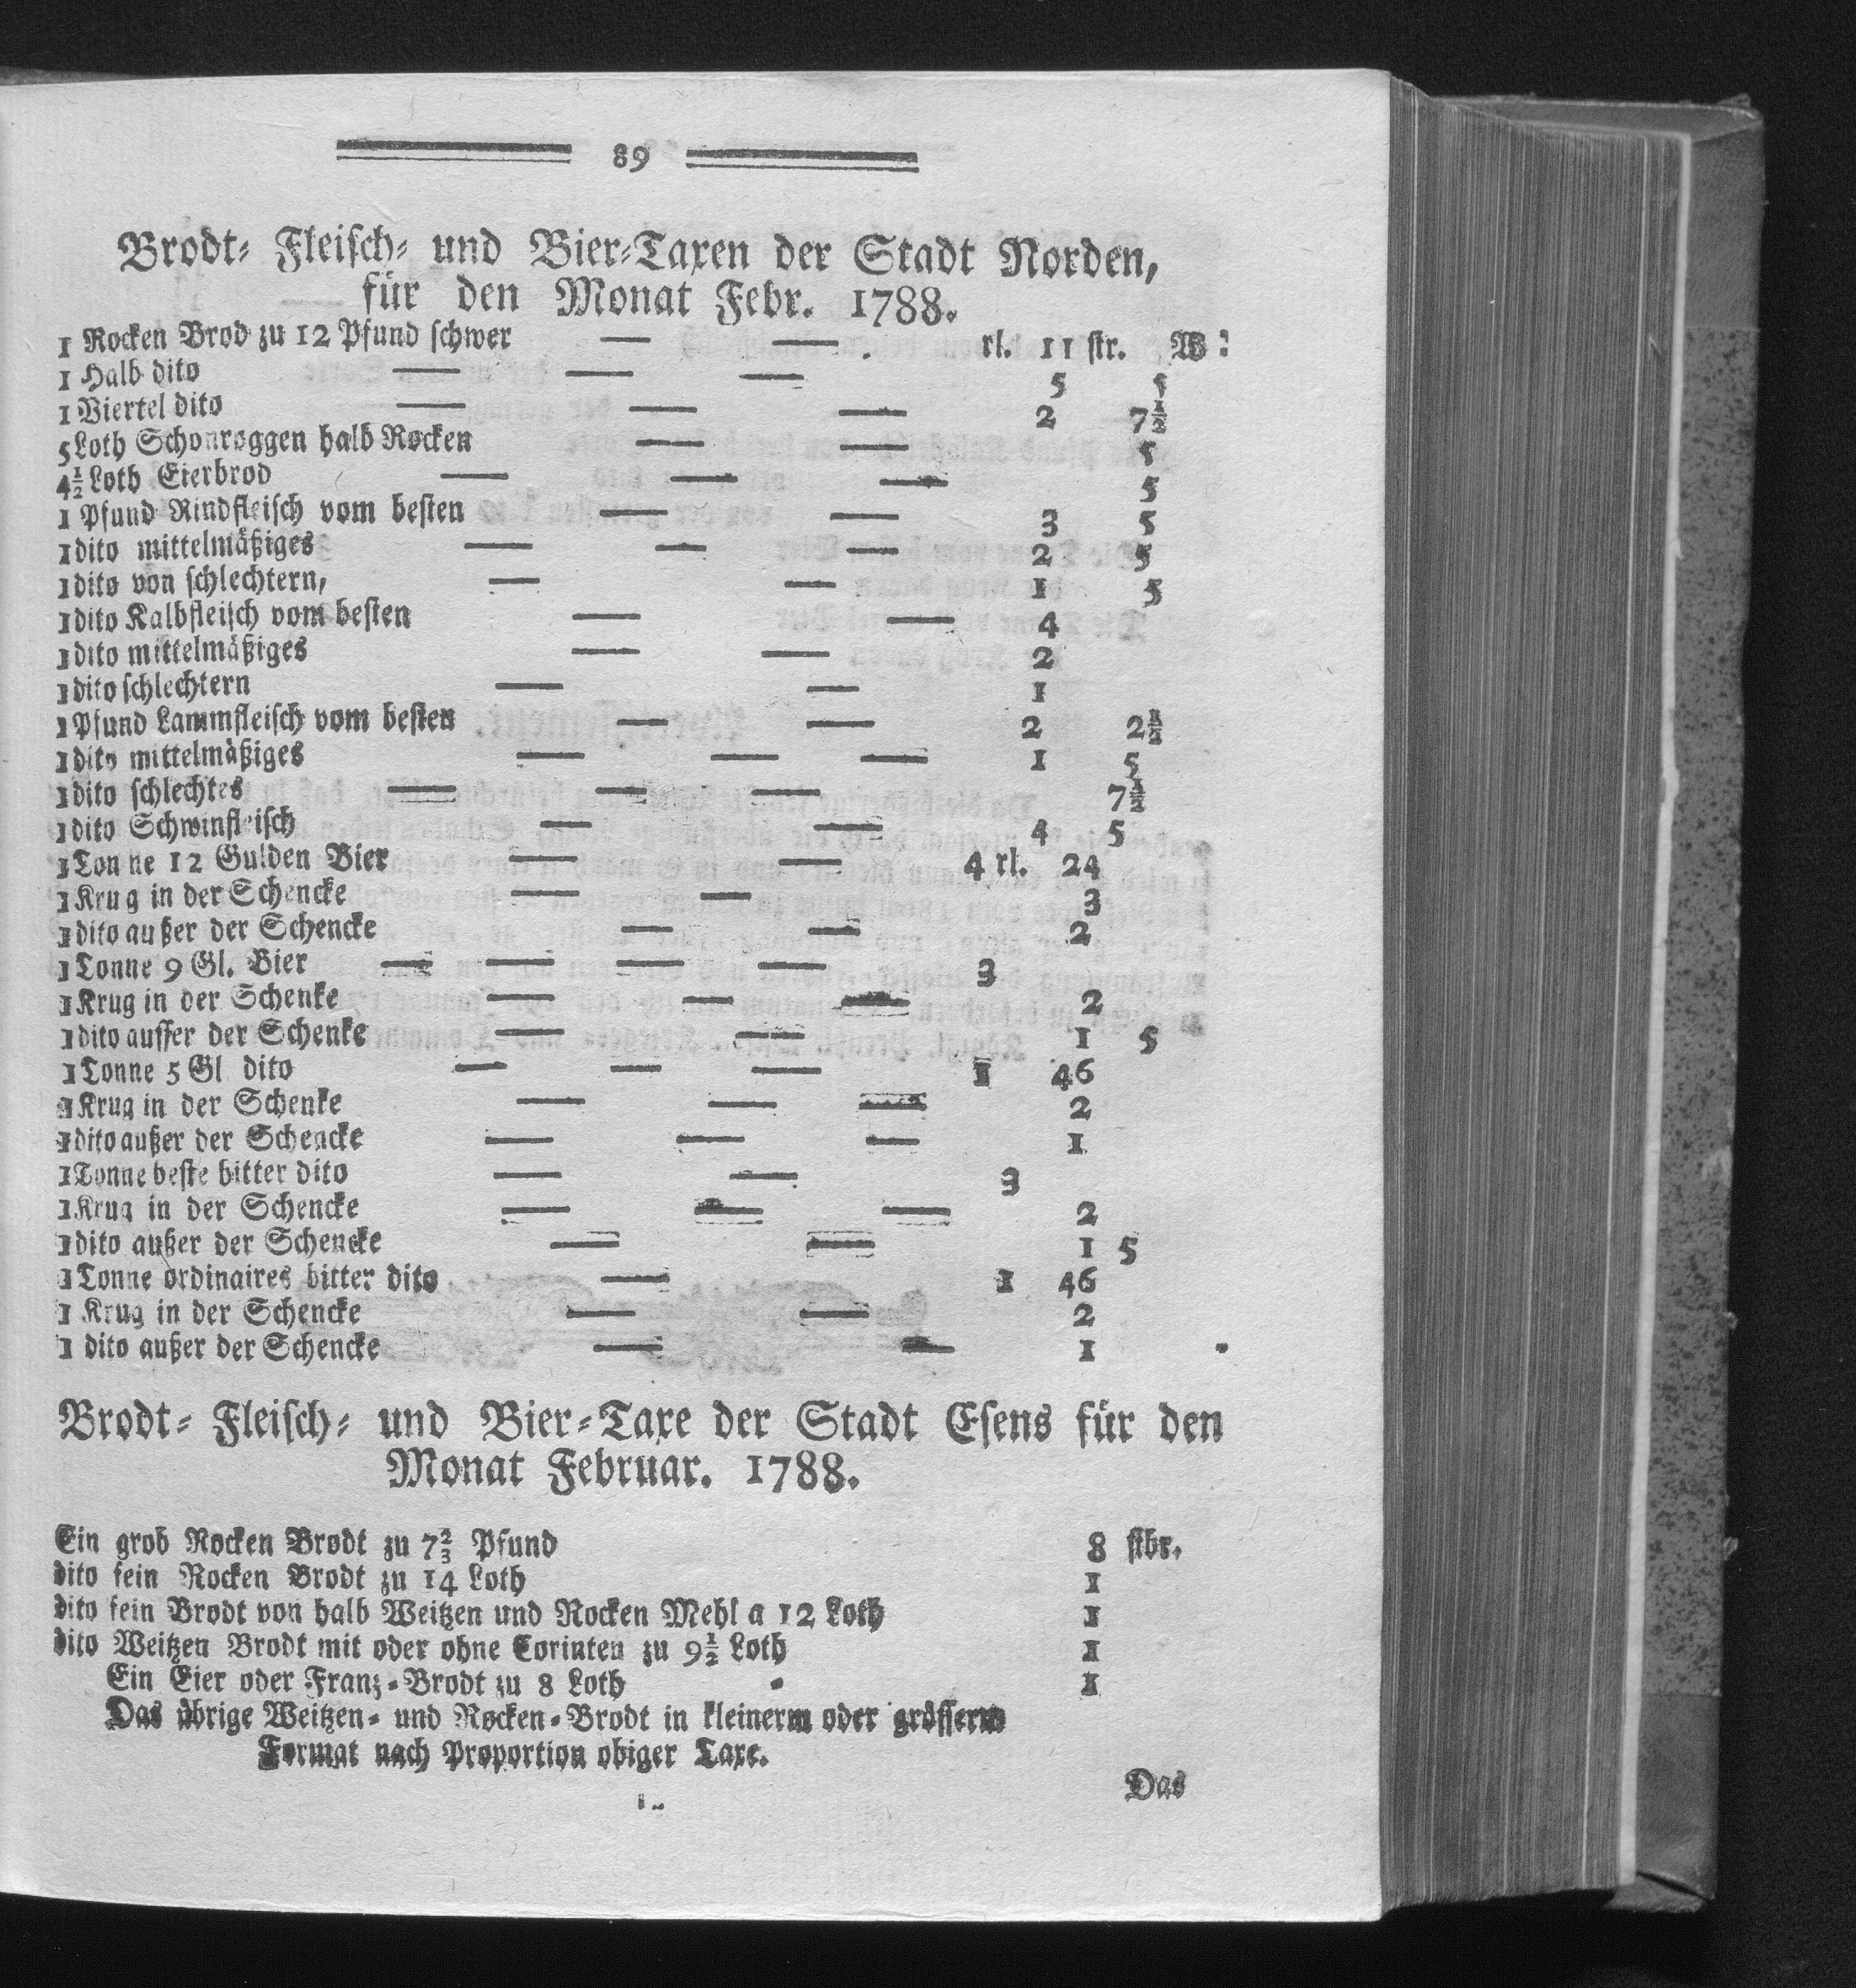 89
Brodt- Fleisch- und Bier-Taxen der Stadt Norden,
für den Monat Febr. 1788.
1 Rocken Brod zu 12 Pfund schwer — — . rl. 11 str. W:
1 Halb dito — — — 5 5
1 Viertel dito — — — 2 7½
5 Loth Schonroggen halb Rocken — — 5
4½ Loth Eierbrod — — — 5
1 Pfund Rindfleisch vom besten — — 3 5
1 dito mittelmäßiges — — — 2 5
1 dito von schlechtern, — — 1 5
1 dito Kalbfleisch vom besten — — 4
1 dito mittelmäßiges — — 2
1 dito schlechtern — — 1
1 Pfund Lammfleisch vom besten — — 2 2½
1 dito mittelmäßiges — — — 1 5
1 dito schlechtes — — — 7½
1 dito Schwinfleisch — — 4 5
1 Tonne 12 Gulden Bier — — 4 rl. 24
1 Krug in der Schencke — — 3
1 dito außer der Schencke — — 2
1 Tonne 9 Gl. Bier — — — — 3
1 Krug in der Schenke — — — 2
1 dito ausser der Schenke — — 1 5
1 Tonne 5 Gl dito — — — 1 46
1 Krug in der Schenke — — — 2
1 dito außer der Schencke — — — 1
1 Tonne beste bitter dito — — 3
1 Krug in der Schencke — — — 2
1 dito außer der Schencke — — 1 5
1 Tonne ordinaires bitter dito — 1 46
1 Krug in der Schencke — — 2
1 dito außer der Schencke — — 1
Brodt- Fleisch- und Bier-Taxe der Stadt Esens für den
Monat Februar. 1788.
Ein grob Rocken Brodt zu 7⅔ Pfund 8 stbr.
dito fein Rocken Brodt zu 14 Loth 1
dito fein Brodt von halb Weitzen und Rocken Mehl a 12 Loth 1
dito Weitzen Brodt mit oder ohne Corinten zu 9½ Loth 1
Ein Eier oder Franz-Brodt zu 8 Loth 1
Das übrige Weitzen- und Rocken-Brodt in kleinerm oder grösserm
Format nach Proportion obiger Taxe.
Das